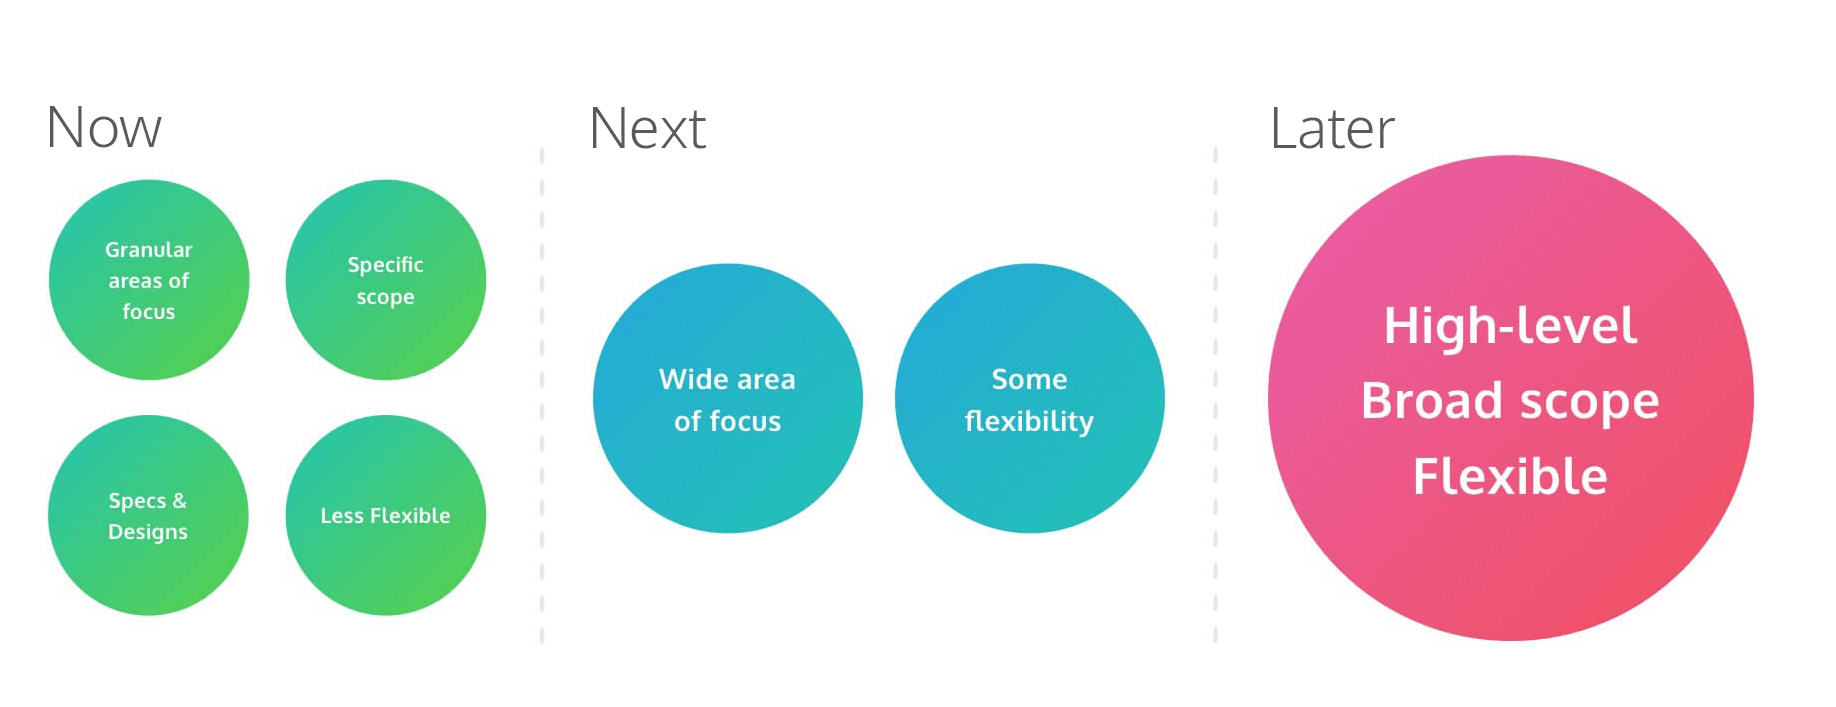 Now
Next
Later
Granular
areas of
focus
Specific
scope
Specs &
Designs
Less Flexible
Wide area
of focus
Some
flexibility
High-level
Broad scope
Flexible